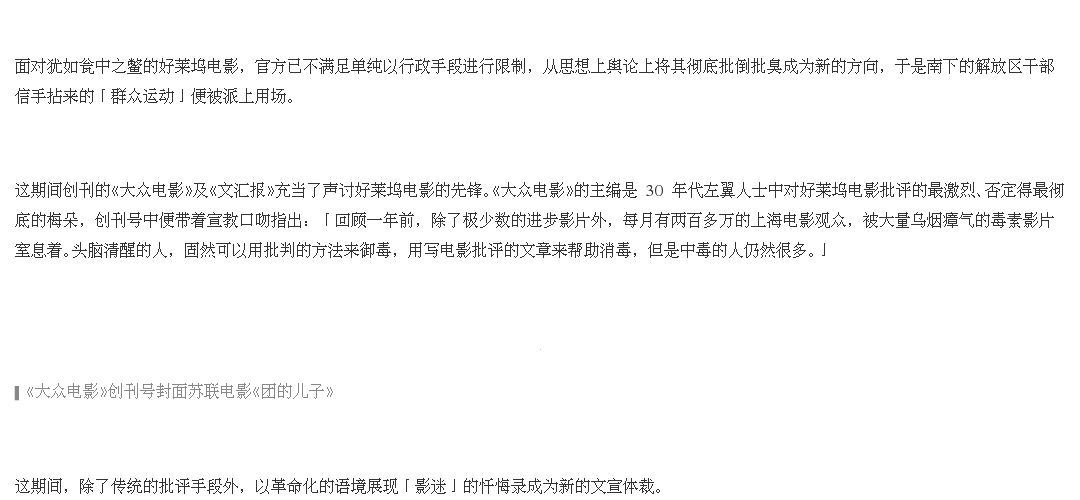 面对犹如瓮中之鳖的好莱坞电影，官方已不满足单纯以行政手段进行限制，从思想上舆论上将其彻底批倒批臭成为新的方向，于是南下的解放区干部
信手拈来的「群众运动」便被派上用场。
这期间创刊的《大众电影》及《文汇报》充当了声讨好莱坞电影的先锋。《大众电影》的主编是 30 年代左翼人士中对好莱坞电影批评的最激烈、否定得最彻
底的梅朵，创刊号中便带着宣教口吻指出：「回顾一年前，除了极少数的进步影片外，每月有两百多万的上海电影观众，被大量乌烟瘴气的毒素影片
室息着。头脑清醒的人，固然可以用批判的方法来御毒，用写电影批评的文章来帮助消毒，但是中毒的人仍然很多。」
▌《大众电影》创刊号封面苏联电影《团的儿子》
这期间，除了传统的批评手段外，以革命化的语境展现「影迷」的忏悔录成为新的文宣体裁。